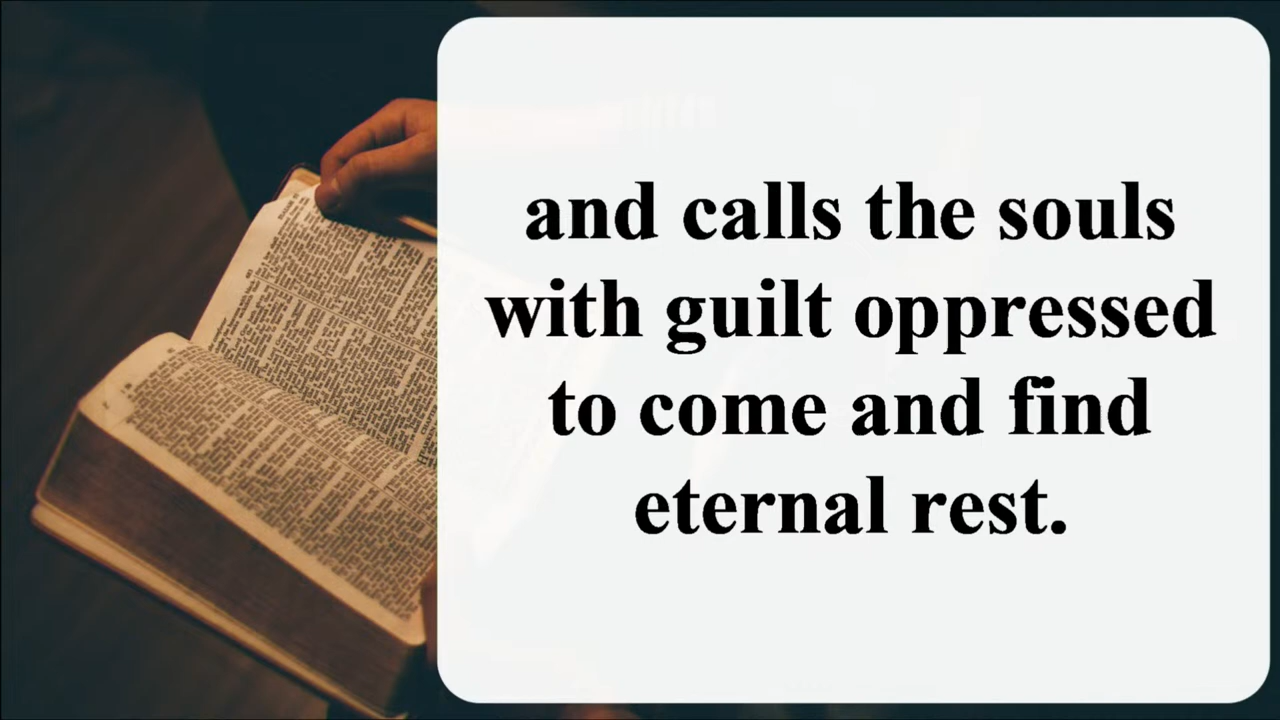 and calls the souls
with guilt oppressed
to come and find
eternal rest.